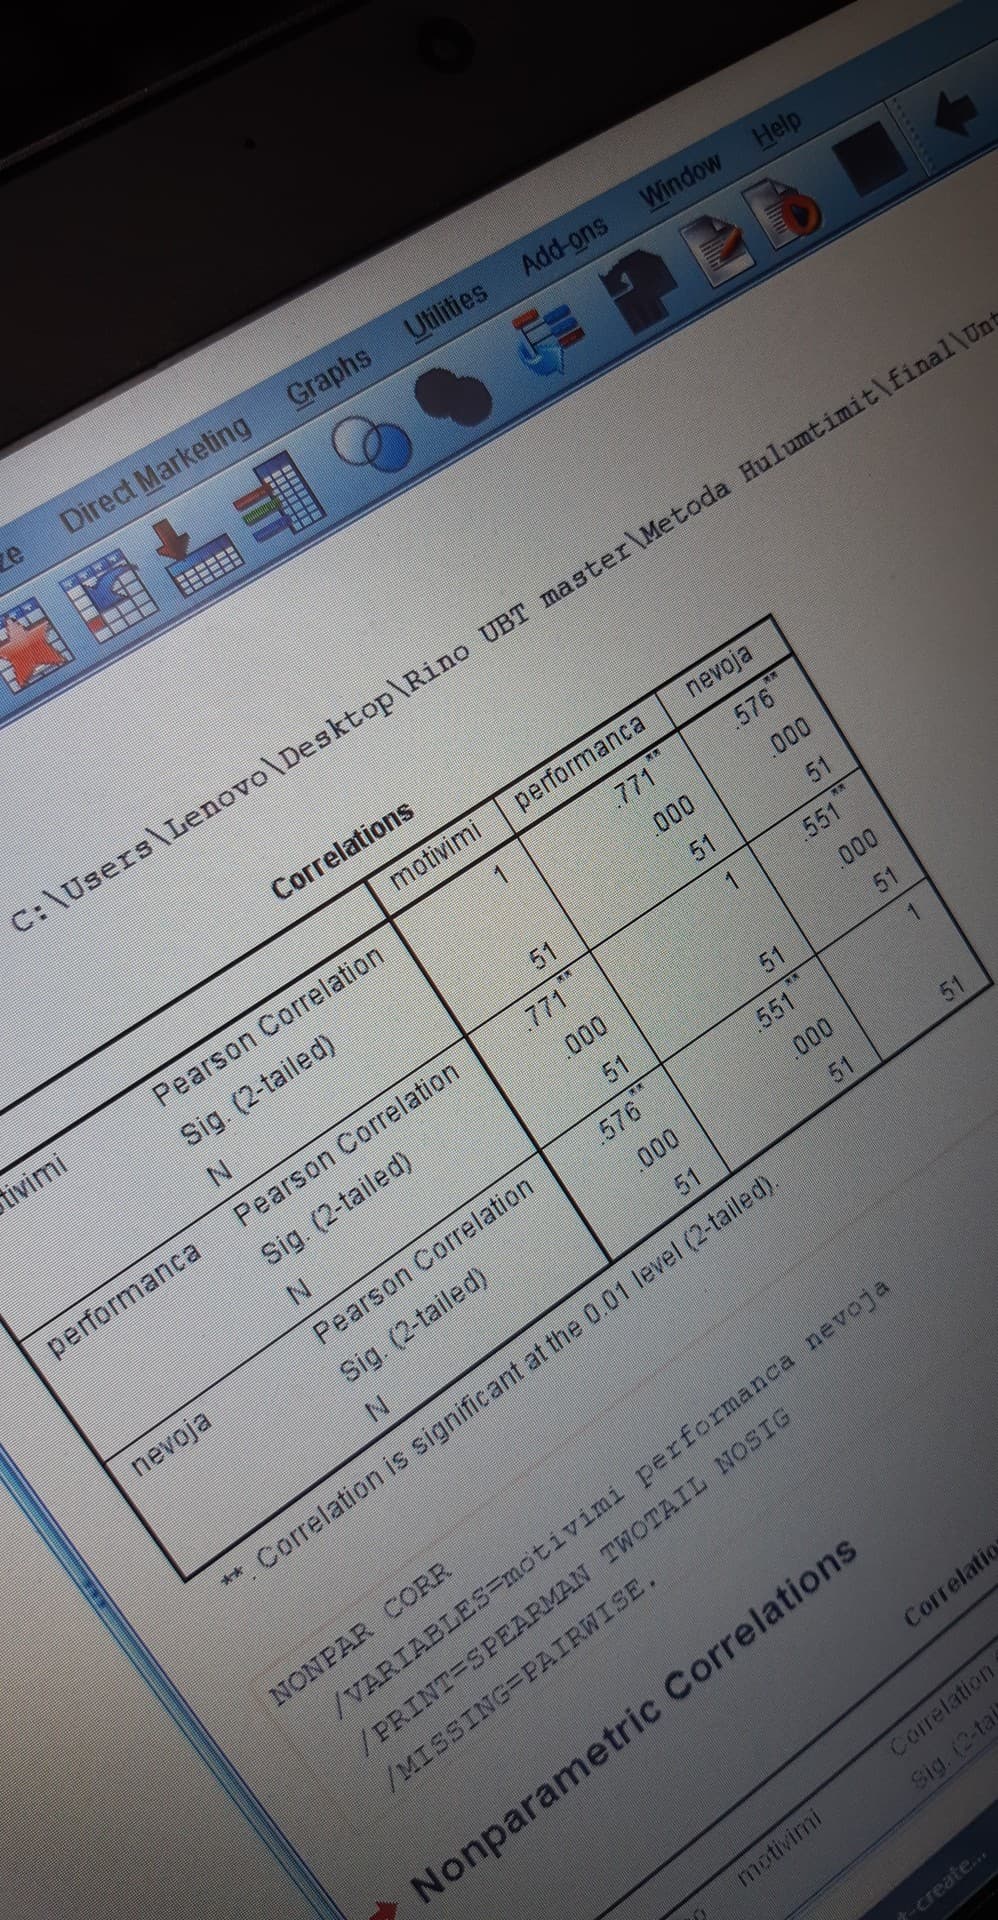 Direct Marketing Graphs Utilities Add-ons Window Help
C:\Users\Lenovo\Desktop\Rino UBT master\Metoda Hulumtimit\final\Unt
Correlations
motivimi performanca nevoja
tivimi Pearson Correlation 1 .771** .576**
Sig. (2-tailed) .000 .000
N 51 51 51
performanca Pearson Correlation .771** 1 .551**
Sig. (2-tailed) .000 .000
N 51 51 51
nevoja Pearson Correlation .576** .551** 1
Sig. (2-tailed) .000 .000
N 51 51 51
**. Correlation is significant at the 0.01 level (2-tailed).
NONPAR CORR
/VARIABLES=motivimi performanca nevoja
/PRINT=SPEARMAN TWOTAIL NOSIG
/MISSING=PAIRWISE.
Nonparametric Correlations
Correlatio
motivimi Correlation
Sig. (2-tai
t-create...